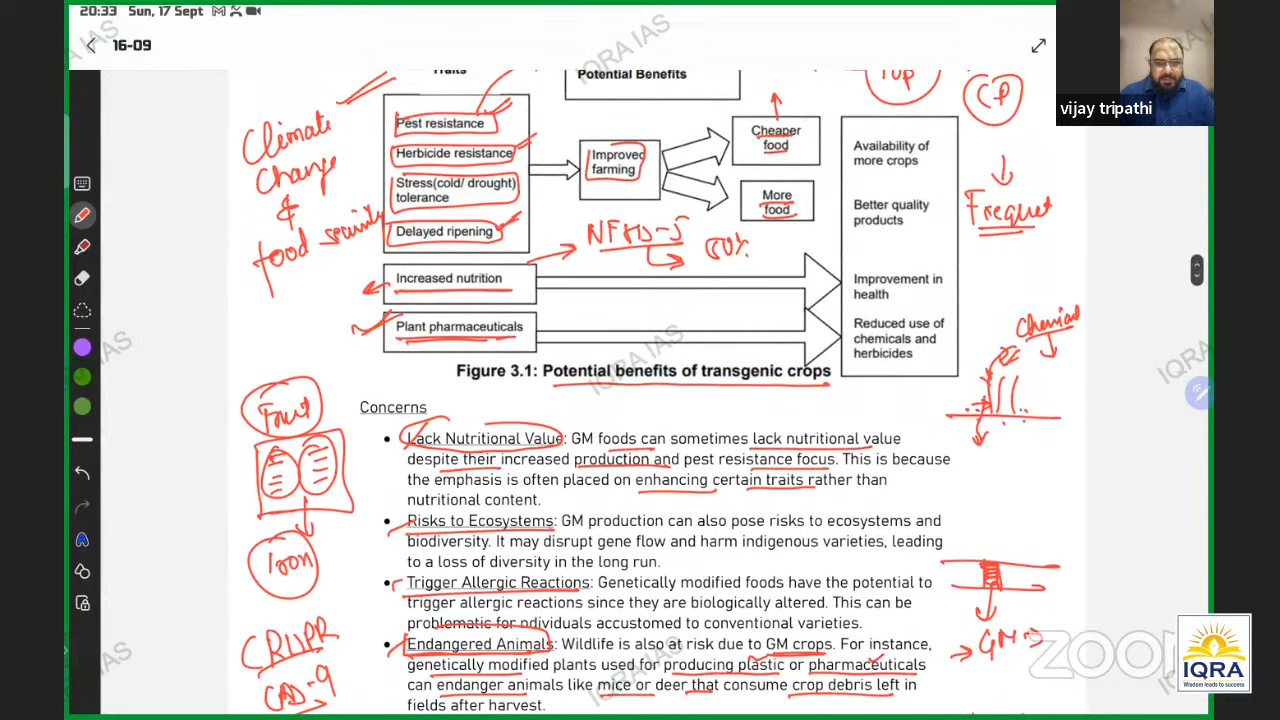 20:33 Sun, 17 Sept
16-09
vijay tripathi
IQRA IAS
Traits
Potential Benefits
Top
CP
Climate
Change
&
food security
Pest resistance
Herbicide resistance
Stress(cold/ drought)
tolerance
Delayed ripening
Improved
farming
Cheaper
food
More
food
Availability of
more crops
Better quality
products
Improvement in
health
Reduced use of
chemicals and
herbicides
Frequet
NFHS-5
50%
Increased nutrition
Plant pharmaceuticals
Chemical
Figure 3.1: Potential benefits of transgenic crops
Concerns
• Lack Nutritional Value: GM foods can sometimes lack nutritional value
despite their increased production and pest resistance focus. This is because
the emphasis is often placed on enhancing certain traits rather than
nutritional content.
• Risks to Ecosystems: GM production can also pose risks to ecosystems and
biodiversity. It may disrupt gene flow and harm indigenous varieties, leading
to a loss of diversity in the long run.
• Trigger Allergic Reactions: Genetically modified foods have the potential to
trigger allergic reactions since they are biologically altered. This can be
problematic for ndividuals accustomed to conventional varieties.
• Endangered Animals: Wildlife is also at risk due to GM crops. For instance,
genetically modified plants used for producing plastic or pharmaceuticals
can endanger animals like mice or deer that consume crop debris left in
fields after harvest.
Iron
GM
zoom
IQRA
Wisdom leads to success